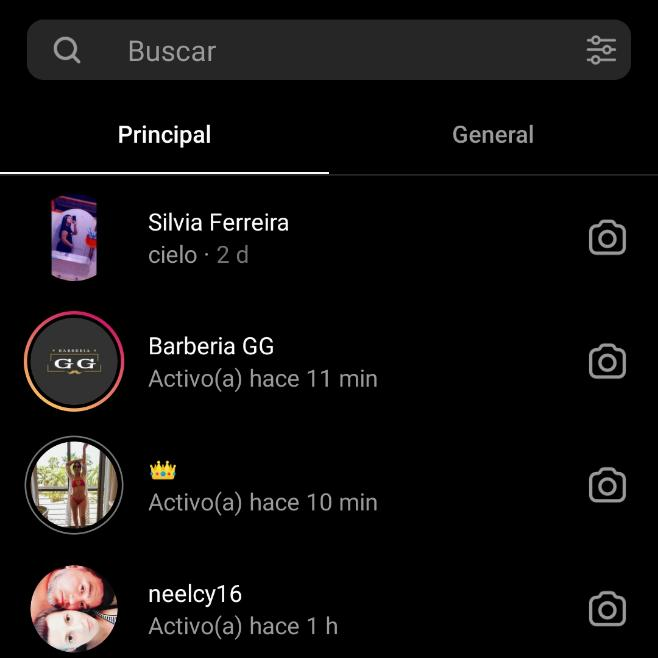 Buscar
Principal
General
Silvia Ferreira
cielo · 2 d
BARBERIA
GG
Barberia GG
Activo(a) hace 11 min
👑
Activo(a) hace 10 min
neelcy16
Activo(a) hace 1 h